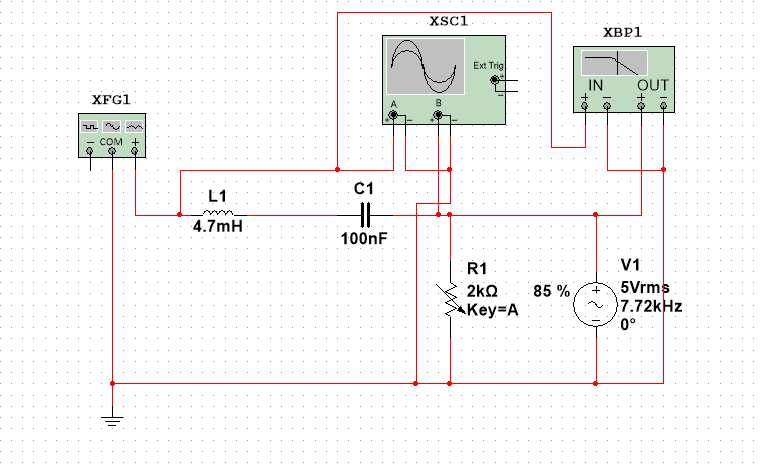 XSC1
XBP1
Ext Trig
+
−
A
B
+ − + −
IN OUT
+ − + −
XFG1
− COM +
L1
4.7mH
C1
100nF
R1
2kΩ
Key=A
85 %
V1
5Vrms
7.72kHz
0°
+
−